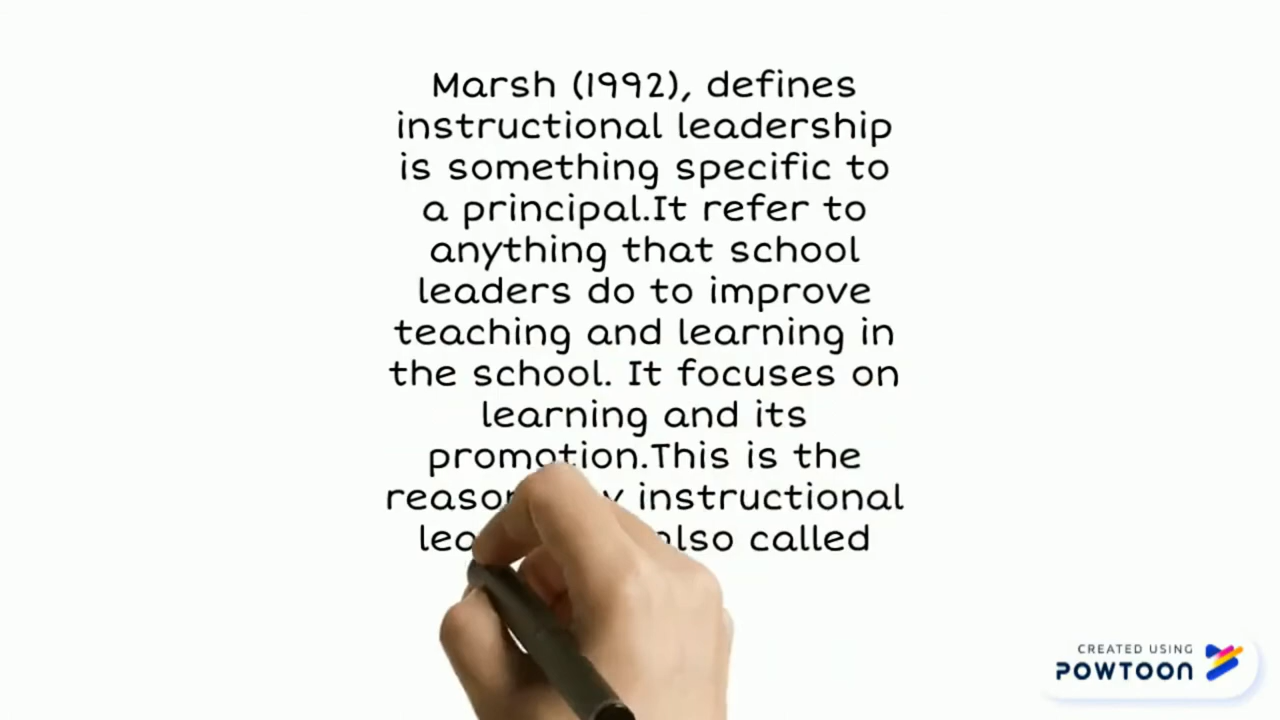 Marsh (1992), defines
instructional leadership
is something specific to
a principal.It refer to
anything that school
leaders do to improve
teaching and learning in
the school. It focuses on
learning and its
promotion.This is the
instructional
also called
CREATED USING
POWTOON